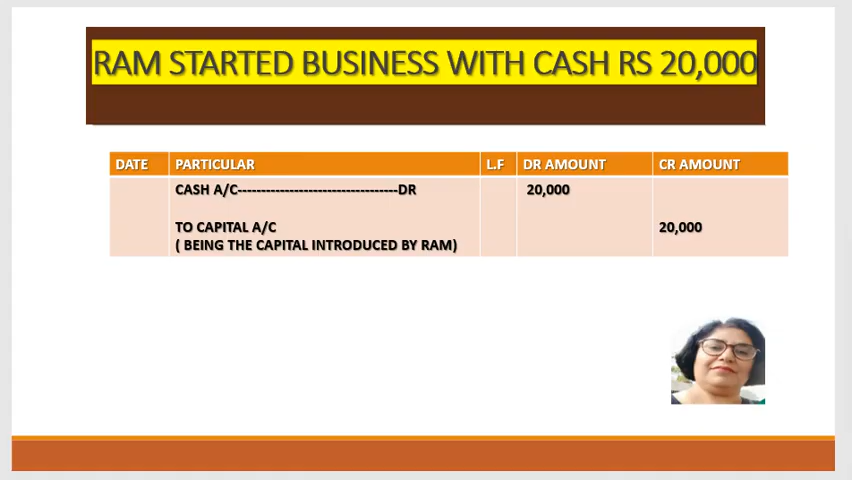 RAM STARTED BUSINESS WITH CASH RS 20,000
DATE PARTICULAR L.F DR AMOUNT CR AMOUNT
CASH A/C----------------------------------DR 20,000
TO CAPITAL A/C 20,000
( BEING THE CAPITAL INTRODUCED BY RAM)